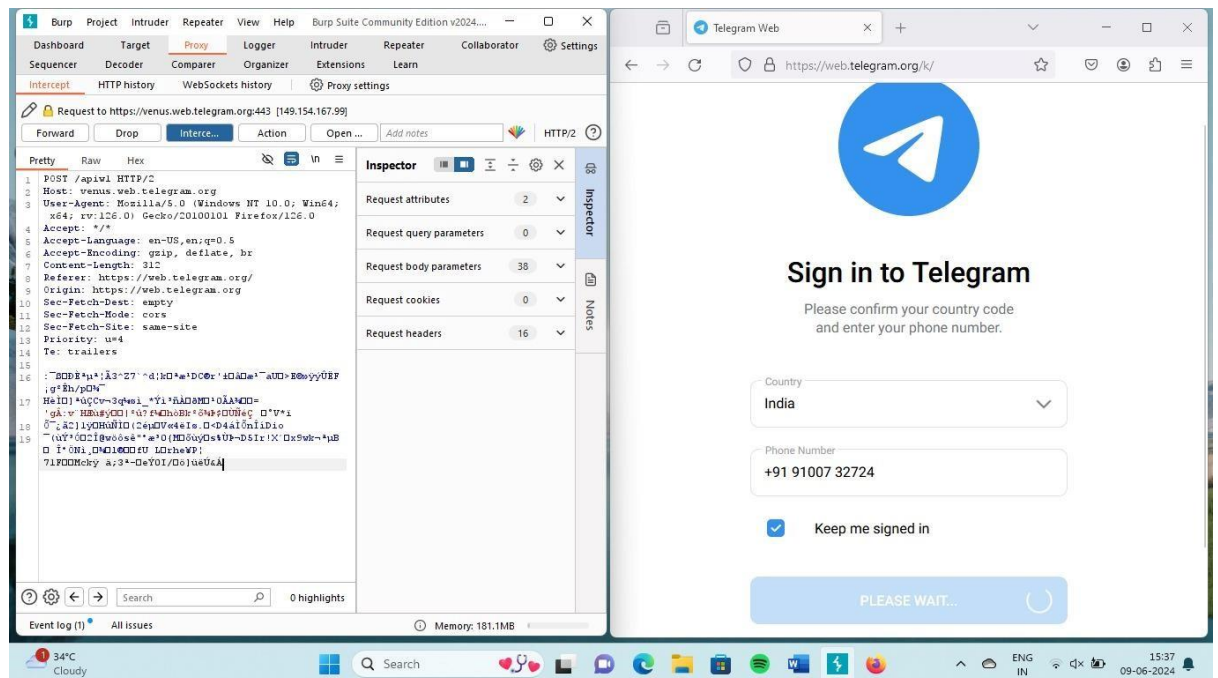 Burp Project Intruder Repeater View Help Burp Suite Community Edition v2024....
Dashboard Target Proxy Logger Intruder Repeater Collaborator Settings
Sequencer Decoder Comparer Organizer Extensions Learn
Intercept HTTP history WebSockets history Proxy settings
Request to https://venus.web.telegram.org:443 [149.154.167.99]
Forward Drop Interce... Action Open ... Add notes HTTP/2
Pretty Raw Hex \n
1 POST /apiw1 HTTP/2
2 Host: venus.web.telegram.org
3 User-Agent: Mozilla/5.0 (Windows NT 10.0; Win64;
x64; rv:126.0) Gecko/20100101 Firefox/126.0
4 Accept: */*
5 Accept-Language: en-US,en;q=0.5
6 Accept-Encoding: gzip, deflate, br
7 Content-Length: 312
8 Referer: https://web.telegram.org/
9 Origin: https://web.telegram.org
10 Sec-Fetch-Dest: empty
11 Sec-Fetch-Mode: cors
12 Sec-Fetch-Site: same-site
13 Priority: u=4
14 Te: trailers
15
16
17
18
19
Inspector
Request attributes 2
Request query parameters 0
Request body parameters 38
Request cookies 0
Request headers 16
Inspector
Notes
Search 0 highlights
Event log (1) All issues Memory: 181.1MB
Telegram Web
https://web.telegram.org/k/
Sign in to Telegram
Please confirm your country code
and enter your phone number.
Country
India
Phone Number
+91 91007 32724
Keep me signed in
PLEASE WAIT...
1
34°C
Cloudy
Search
ENG
IN
15:37
09-06-2024